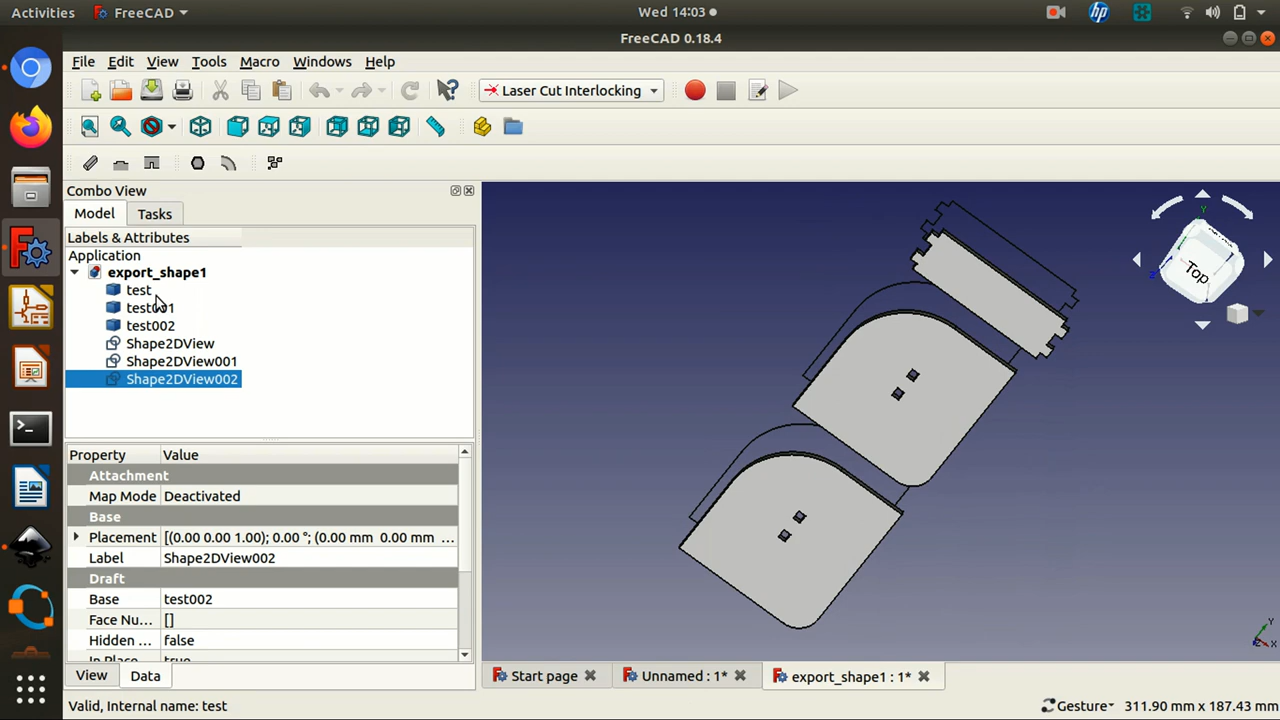 Activities FreeCAD Wed 14:03
FreeCAD 0.18.4
File Edit View Tools Macro Windows Help
Laser Cut Interlocking
Combo View
Model Tasks
Labels & Attributes
Application
export_shape1
test
test001
test002
Shape2DView
Shape2DView001
Shape2DView002
Top
Y
Z
Property Value
Attachment
Map Mode Deactivated
Base
Placement [(0.00 0.00 1.00); 0.00 °; (0.00 mm 0.00 mm ...
Label Shape2DView002
Draft
Base test002
Face Nu... []
Hidden ... false
In Place true
View Data
Start page Unnamed : 1* export_shape1 : 1*
Valid, Internal name: test
Gesture 311.90 mm x 187.43 mm